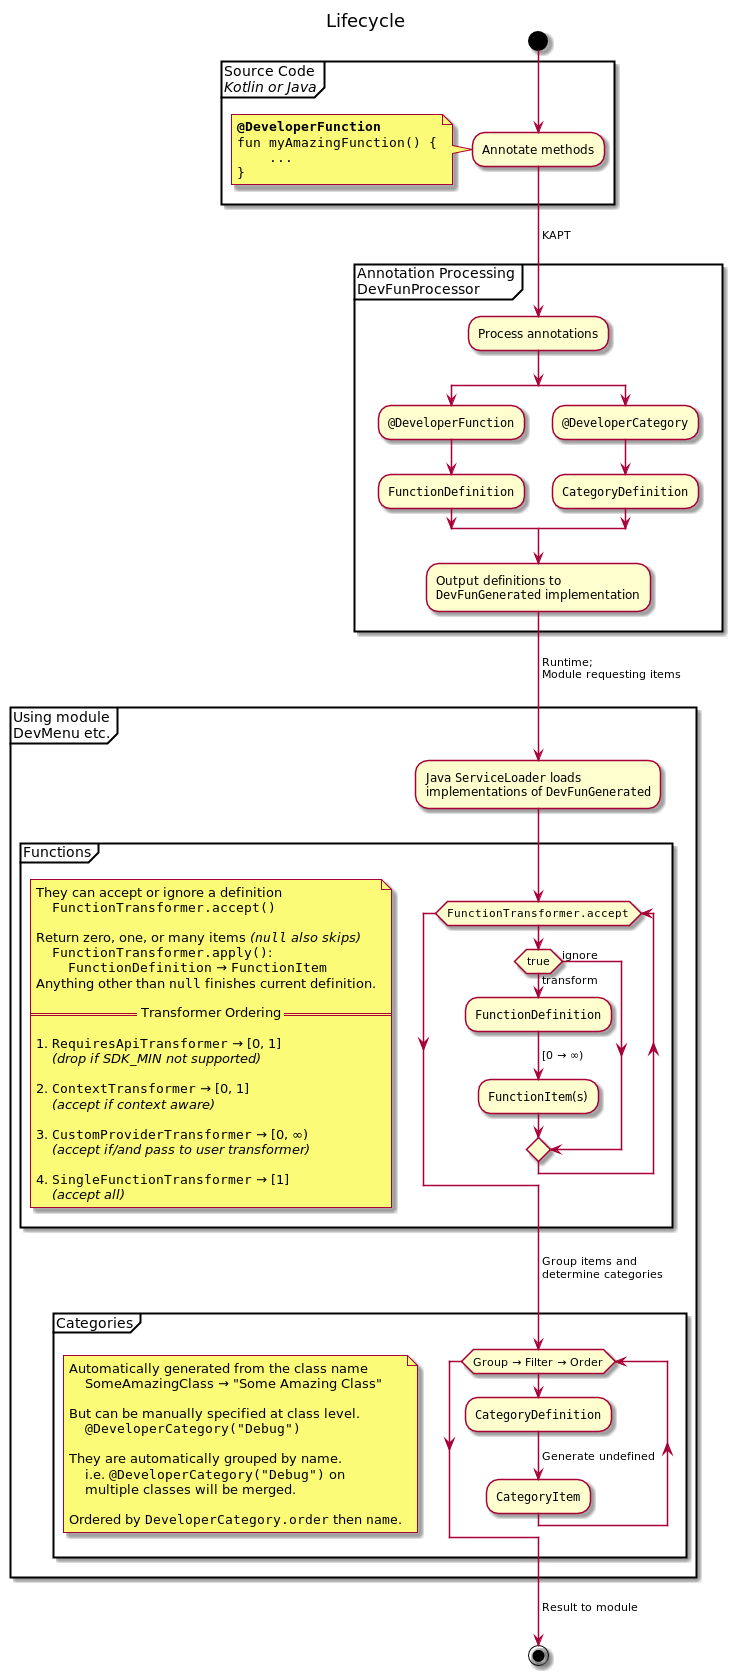 Lifecycle
Source Code
Kotlin or Java
@DeveloperFunction
fun myAmazingFunction() {
    ...
}
Annotate methods
KAPT
Annotation Processing
DevFunProcessor
Process annotations
@DeveloperFunction
@DeveloperCategory
FunctionDefinition
CategoryDefinition
Output definitions to
DevFunGenerated implementation
Runtime;
Module requesting items
Using module
DevMenu etc.
Java ServiceLoader loads
implementations of DevFunGenerated
Functions
They can accept or ignore a definition
FunctionTransformer.accept()
Return zero, one, or many items (null also skips)
FunctionTransformer.apply():
FunctionDefinition → FunctionItem
Anything other than null finishes current definition.
Transformer Ordering
1. RequiresApiTransformer → [0, 1]
(drop if SDK_MIN not supported)
2. ContextTransformer → [0, 1]
(accept if context aware)
3. CustomProviderTransformer → [0, ∞)
(accept if/and pass to user transformer)
4. SingleFunctionTransformer → [1]
(accept all)
FunctionTransformer.accept
true
ignore
transform
FunctionDefinition
[0 → ∞)
FunctionItem(s)
Group items and
determine categories
Categories
Automatically generated from the class name
SomeAmazingClass → "Some Amazing Class"
But can be manually specified at class level.
@DeveloperCategory("Debug")
They are automatically grouped by name.
i.e. @DeveloperCategory("Debug") on
multiple classes will be merged.
Ordered by DeveloperCategory.order then name.
Group → Filter → Order
CategoryDefinition
Generate undefined
CategoryItem
Result to module